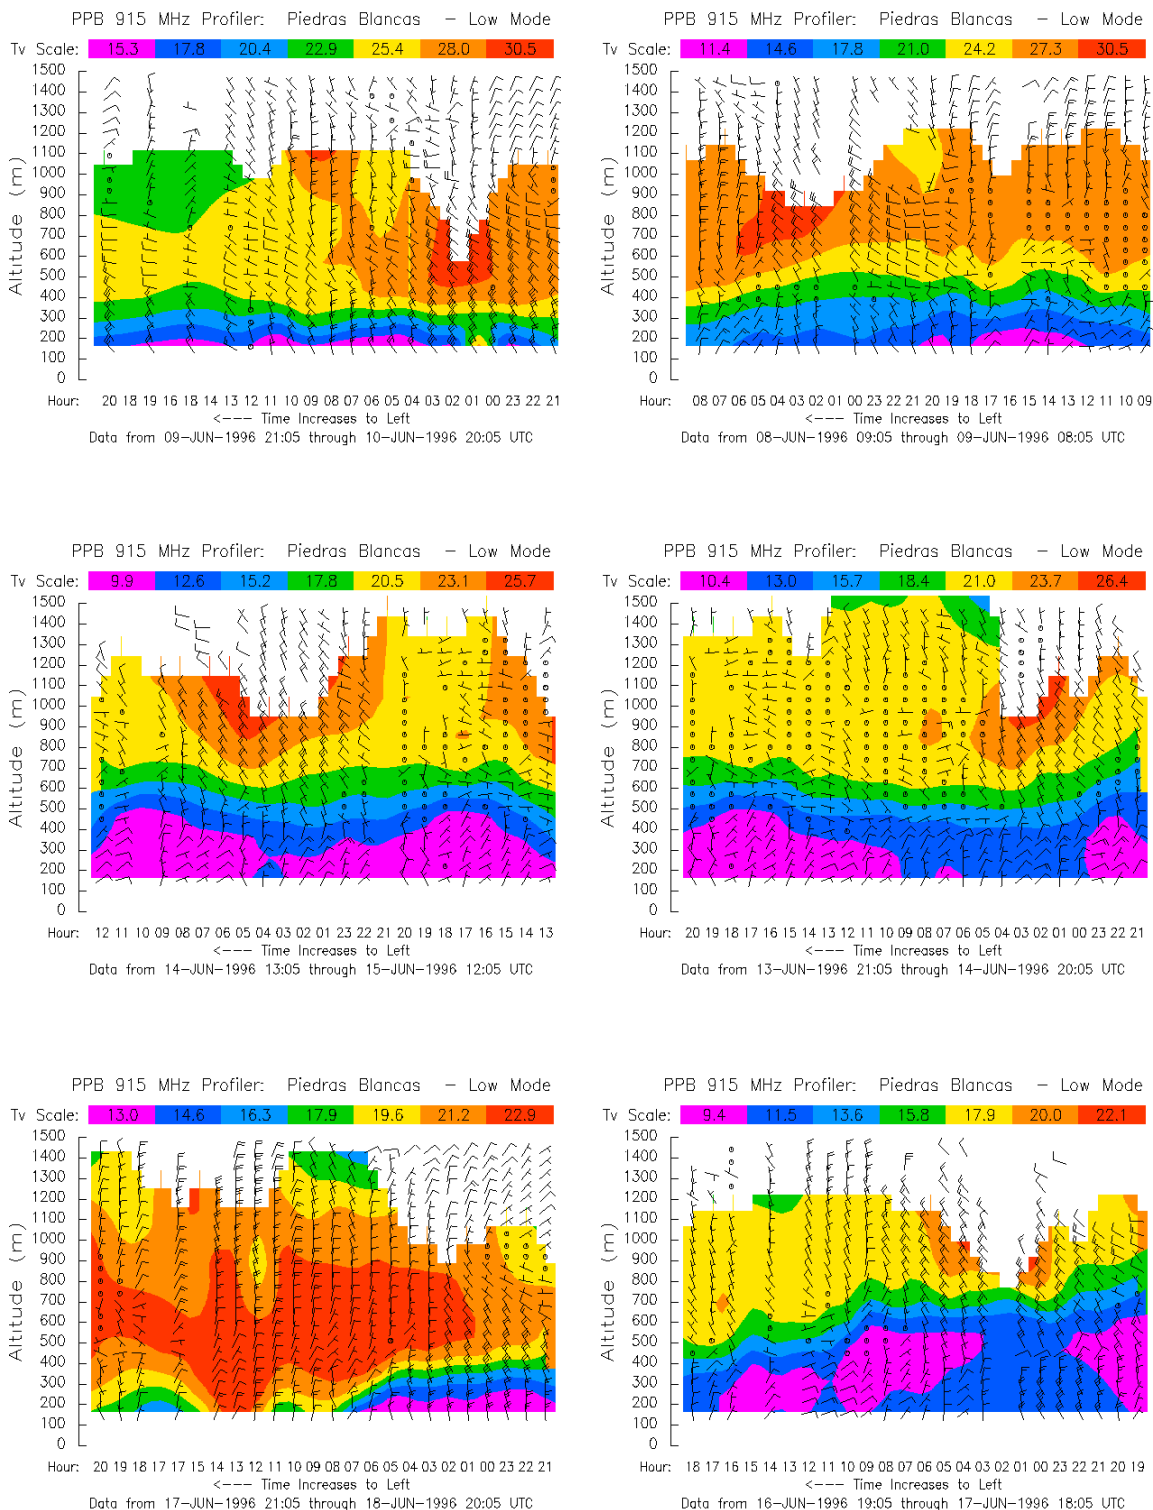 PPB 915 MHz Profiler: Piedras Blancas – Low Mode
Tv Scale: 15.3 17.8 20.4 22.9 25.4 28.0 30.5
1500
1400
1300
1200
1100
1000
900
800
700
600
500
400
300
200
100
0
Altitude (m)
Hour: 20 18 19 16 18 14 13 12 11 10 09 08 07 06 05 04 03 02 01 00 23 22 21
<--- Time Increases to Left
Data from 09-JUN-1996 21:05 through 10-JUN-1996 20:05 UTC
PPB 915 MHz Profiler: Piedras Blancas – Low Mode
Tv Scale: 11.4 14.6 17.8 21.0 24.2 27.3 30.5
1500
1400
1300
1200
1100
1000
900
800
700
600
500
400
300
200
100
0
Altitude (m)
Hour: 08 07 06 05 04 03 02 01 00 23 22 21 20 19 18 17 16 15 14 13 12 11 10 09
<--- Time Increases to Left
Data from 08-JUN-1996 09:05 through 09-JUN-1996 08:05 UTC
PPB 915 MHz Profiler: Piedras Blancas – Low Mode
Tv Scale: 9.9 12.6 15.2 17.8 20.5 23.1 25.7
1500
1400
1300
1200
1100
1000
900
800
700
600
500
400
300
200
100
0
Altitude (m)
Hour: 12 11 10 09 08 07 06 05 04 03 02 01 23 22 21 20 19 18 17 16 15 14 13
<--- Time Increases to Left
Data from 14-JUN-1996 13:05 through 15-JUN-1996 12:05 UTC
PPB 915 MHz Profiler: Piedras Blancas – Low Mode
Tv Scale: 10.4 13.0 15.7 18.4 21.0 23.7 26.4
1500
1400
1300
1200
1100
1000
900
800
700
600
500
400
300
200
100
0
Altitude (m)
Hour: 20 19 18 17 16 15 14 13 12 11 10 09 08 07 06 05 04 03 02 01 00 23 22 21
<--- Time Increases to Left
Data from 13-JUN-1996 21:05 through 14-JUN-1996 20:05 UTC
PPB 915 MHz Profiler: Piedras Blancas – Low Mode
Tv Scale: 13.0 14.6 16.3 17.9 19.6 21.2 22.9
1500
1400
1300
1200
1100
1000
900
800
700
600
500
400
300
200
100
0
Altitude (m)
Hour: 20 19 18 17 17 15 14 13 12 11 10 09 08 07 06 05 04 03 02 01 00 23 22 21
<--- Time Increases to Left
Data from 17-JUN-1996 21:05 through 18-JUN-1996 20:05 UTC
PPB 915 MHz Profiler: Piedras Blancas – Low Mode
Tv Scale: 9.4 11.5 13.6 15.8 17.9 20.0 22.1
1500
1400
1300
1200
1100
1000
900
800
700
600
500
400
300
200
100
0
Altitude (m)
Hour: 18 17 16 15 14 13 12 11 10 09 08 07 06 05 04 03 02 01 00 23 22 21 20 19
<--- Time Increases to Left
Data from 16-JUN-1996 19:05 through 17-JUN-1996 18:05 UTC